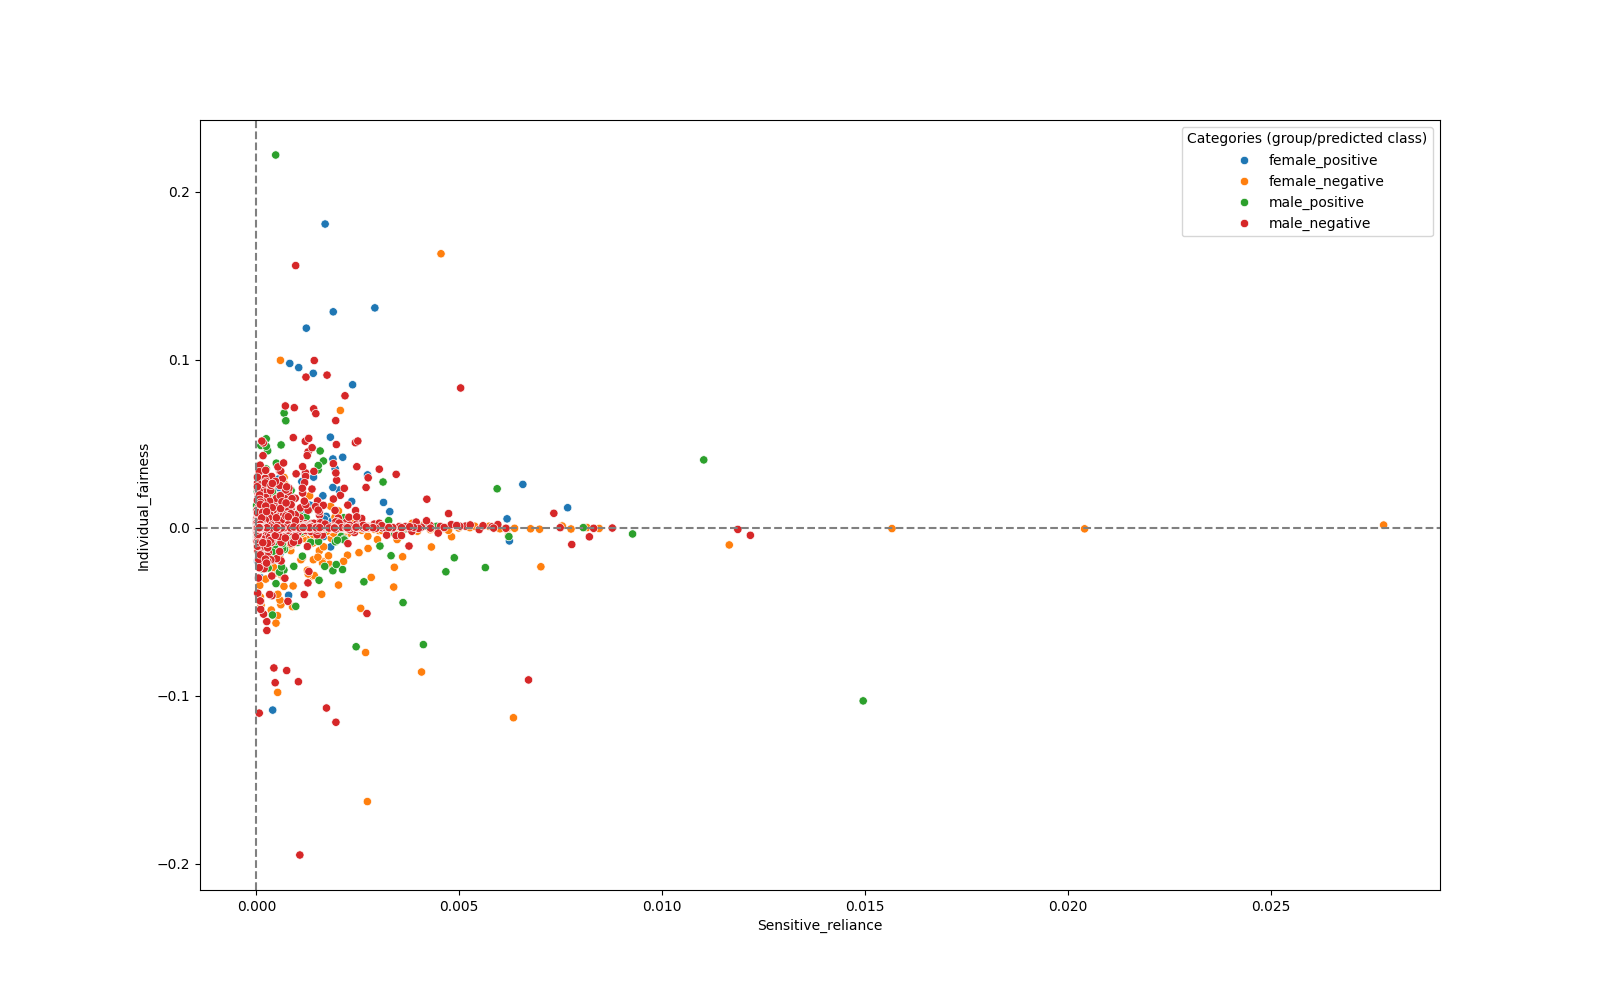 Categories (group/predicted class)
female_positive
female_negative
male_positive
male_negative
Individual_fairness
0.2
0.1
0.0
−0.1
−0.2
0.000 0.005 0.010 0.015 0.020 0.025
Sensitive_reliance